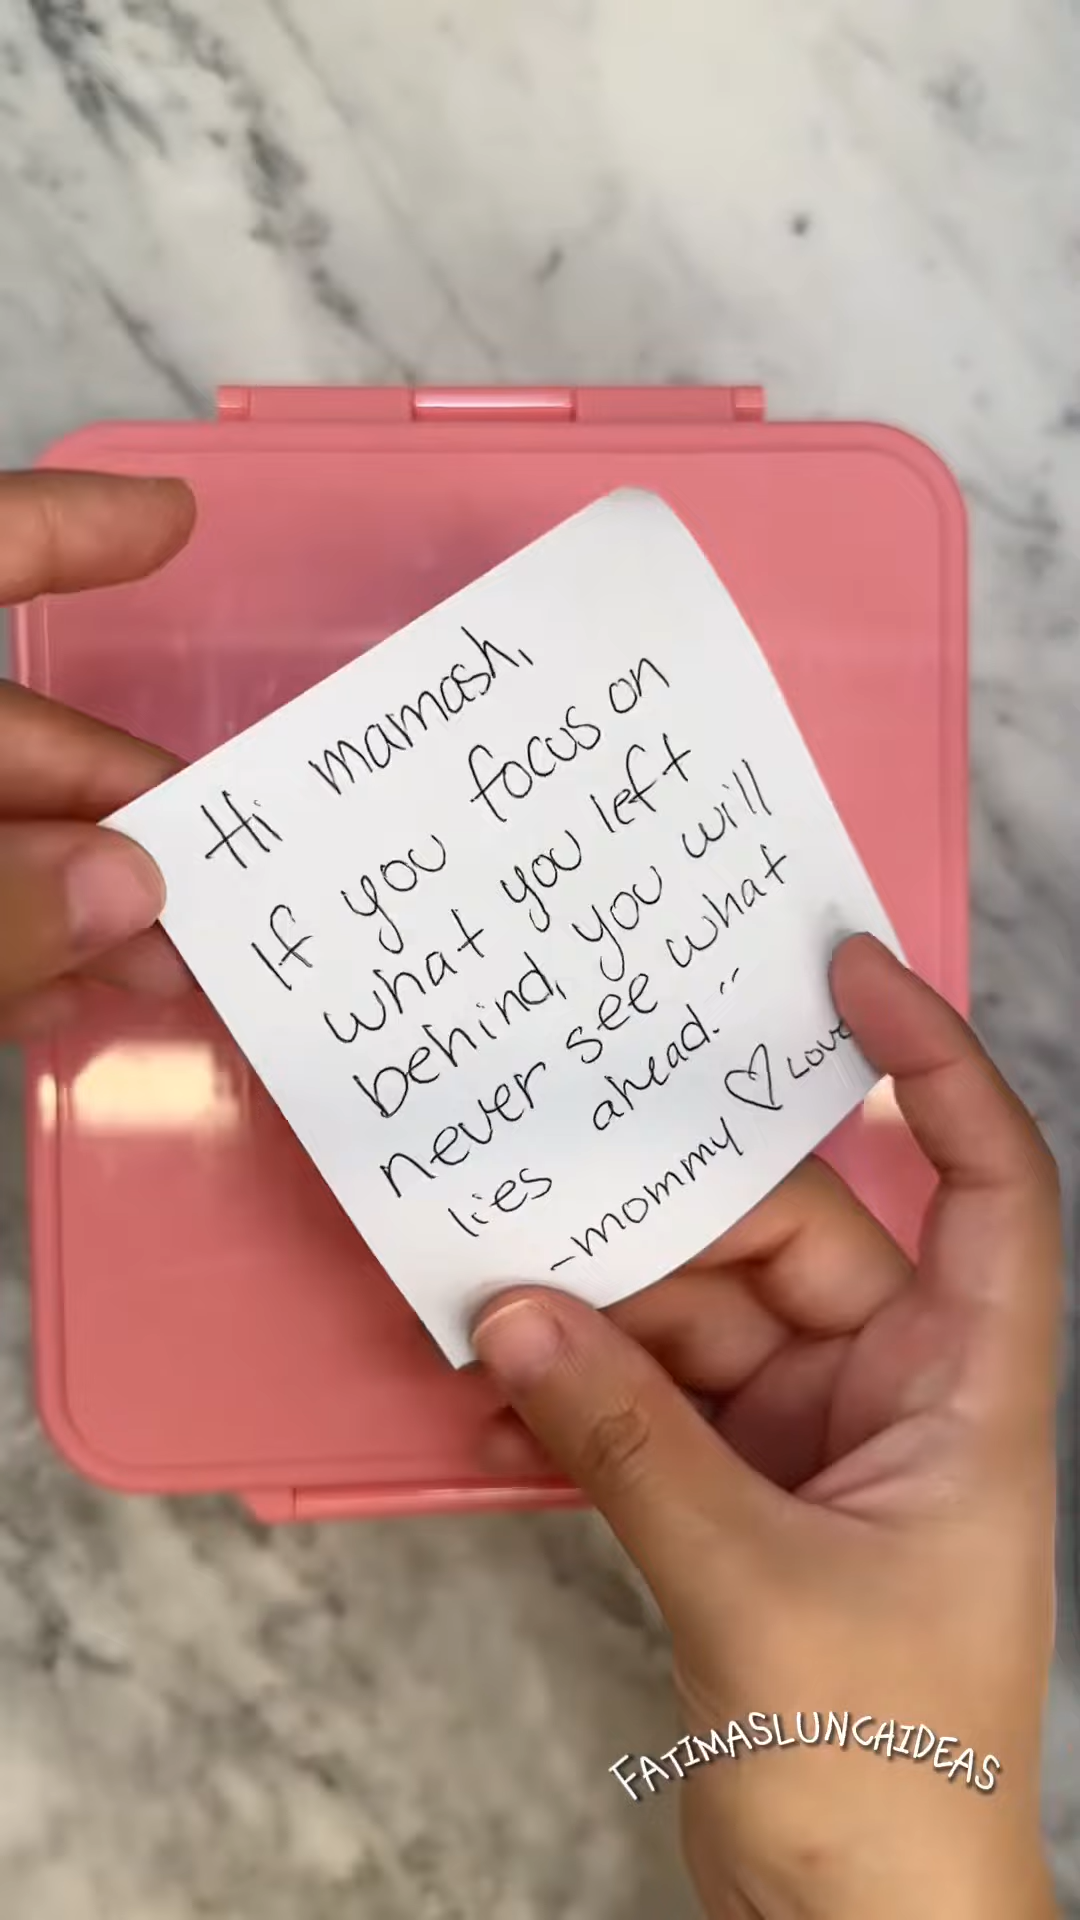 Hi mamash,
If you focus on
what you left
behind, you will
never see what
lies ahead..
-mommy ♡ Love
FATIMASLUNCHIDEAS